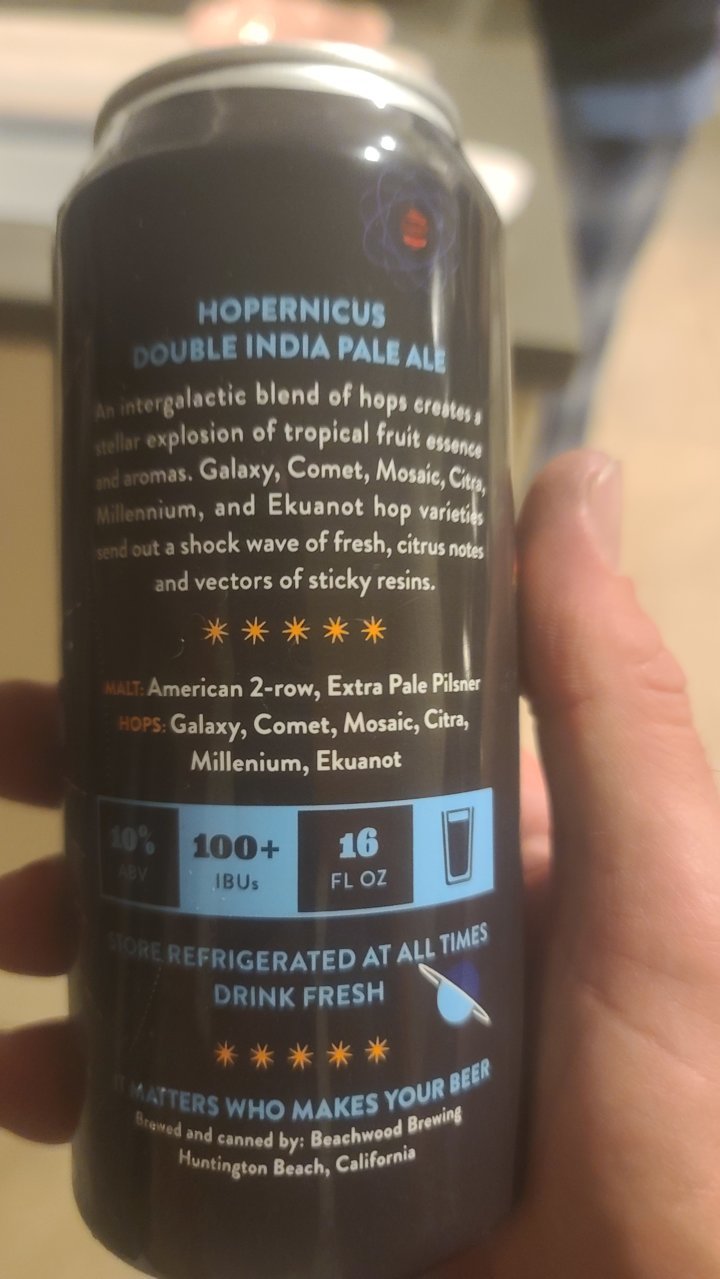 HOPERNICUS
DOUBLE INDIA PALE ALE
An intergalactic blend of hops creates a
stellar explosion of tropical fruit essence
and aromas. Galaxy, Comet, Mosaic, Citra,
Millennium, and Ekuanot hop varieties
send out a shock wave of fresh, citrus notes
and vectors of sticky resins.
MALT: American 2-row, Extra Pale Pilsner
HOPS: Galaxy, Comet, Mosaic, Citra,
Millenium, Ekuanot
10% 100+ 16
ABV IBUs FL OZ
STORE REFRIGERATED AT ALL TIMES
DRINK FRESH
IT MATTERS WHO MAKES YOUR BEER
Brewed and canned by: Beachwood Brewing
Huntington Beach, California